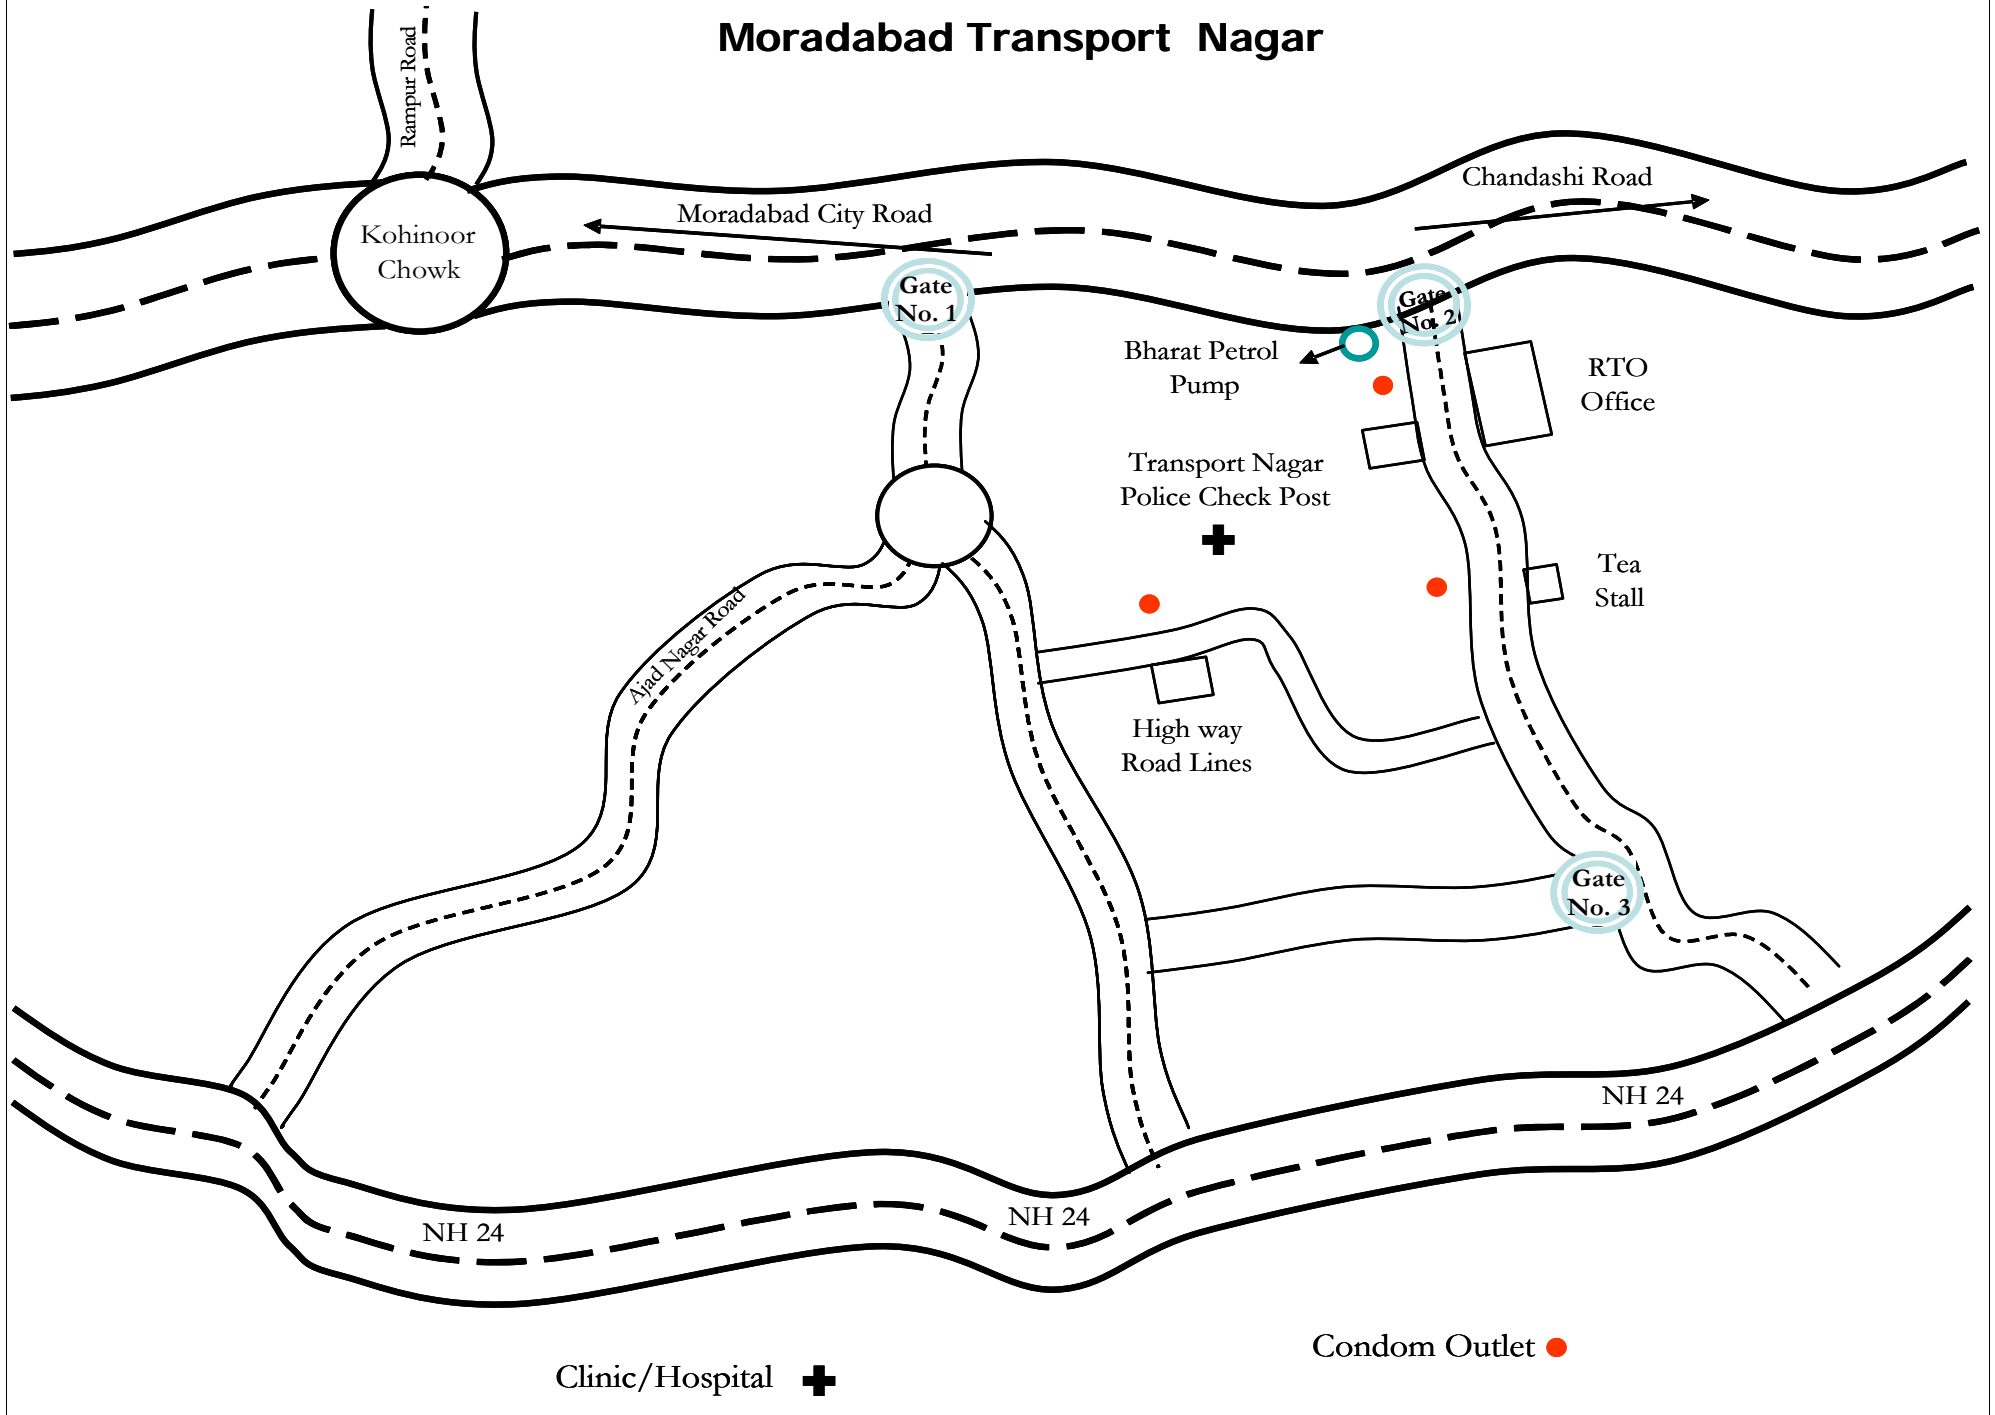 Moradabad Transport Nagar
Rampur Road
Chandashi Road
Moradabad City Road
Kohinoor
Chowk
Gate
No. 1
Gate
No. 2
Bharat Petrol
Pump
RTO
Office
Transport Nagar
Police Check Post
Tea
Stall
Ajad Nagar Road
High way
Road Lines
Gate
No. 3
NH 24
NH 24
NH 24
Condom Outlet
Clinic/Hospital